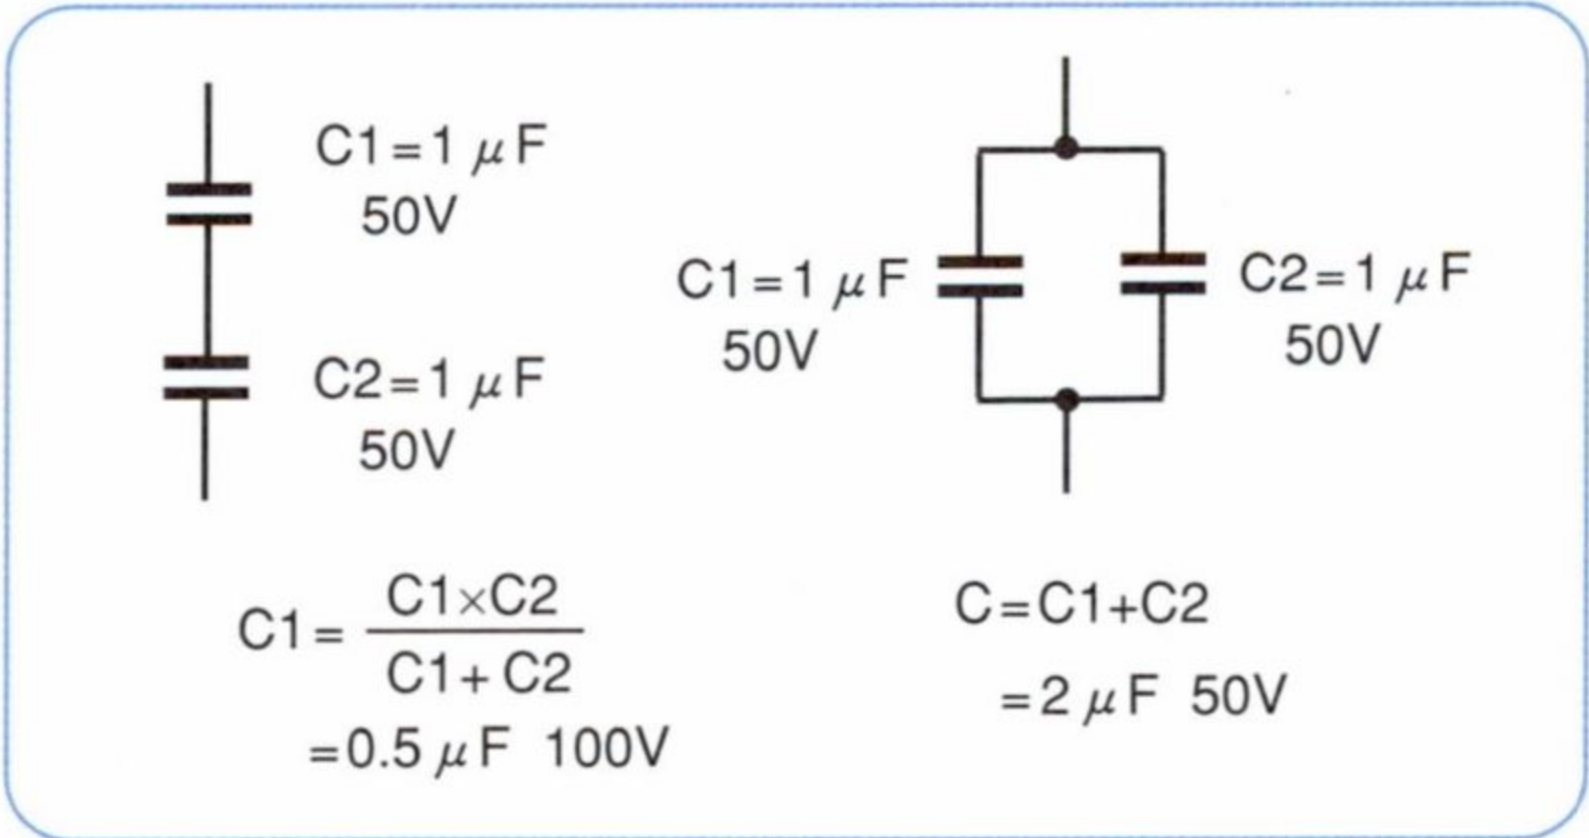 C1=1 μF
50V
C2=1 μF
50V
C1= C1×C2 / C1+C2
=0.5 μF 100V
C1=1 μF
50V
C2=1 μF
50V
C=C1+C2
=2 μF 50V